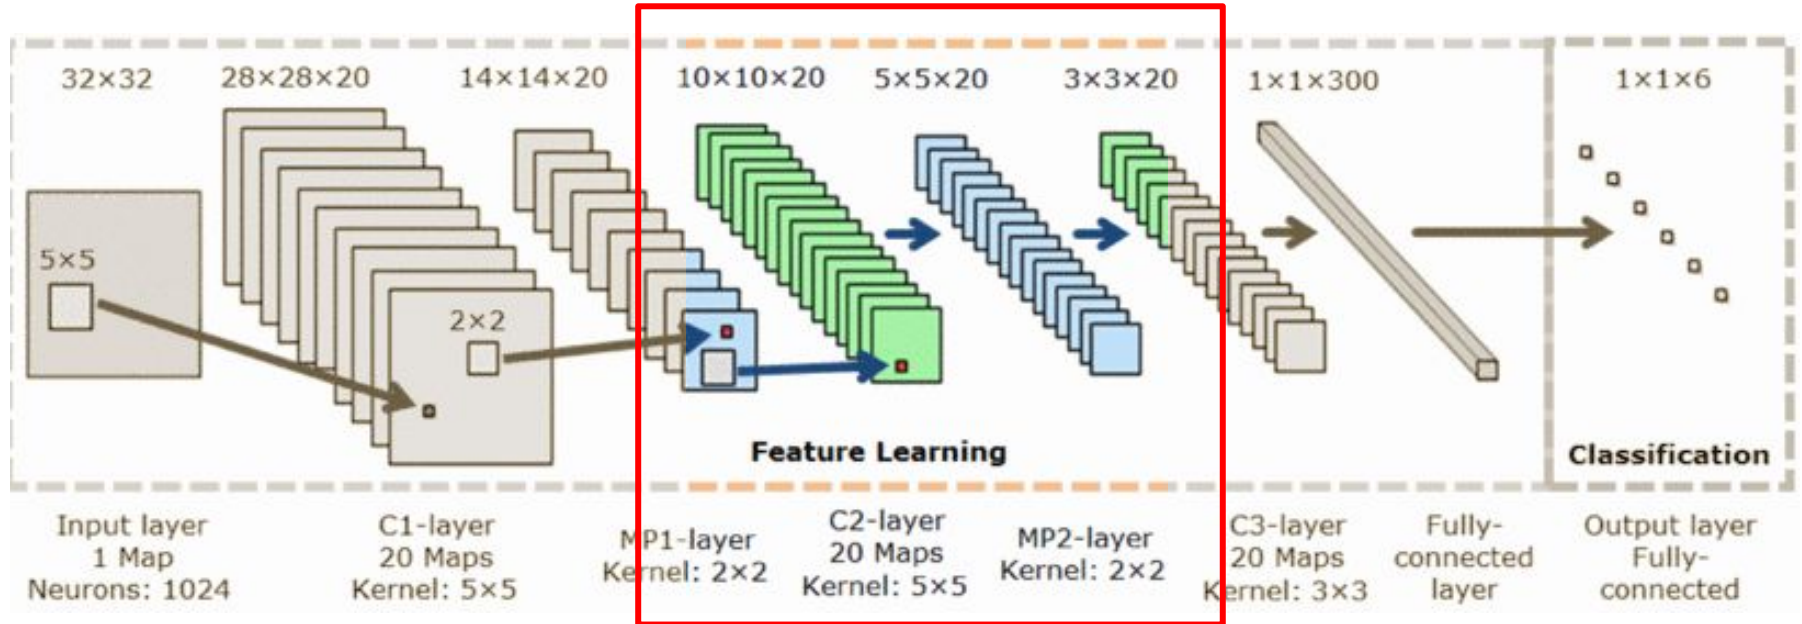 32×32
28×28×20
14×14×20
10×10×20
5×5×20
3×3×20
1×1×300
1×1×6
5×5
2×2
Feature Learning
Classification
Input layer
1 Map
Neurons: 1024
C1-layer
20 Maps
Kernel: 5×5
MP1-layer
Kernel: 2×2
C2-layer
20 Maps
Kernel: 5×5
MP2-layer
Kernel: 2×2
C3-layer
20 Maps
Kernel: 3×3
Fully-
connected
layer
Output layer
Fully-
connected